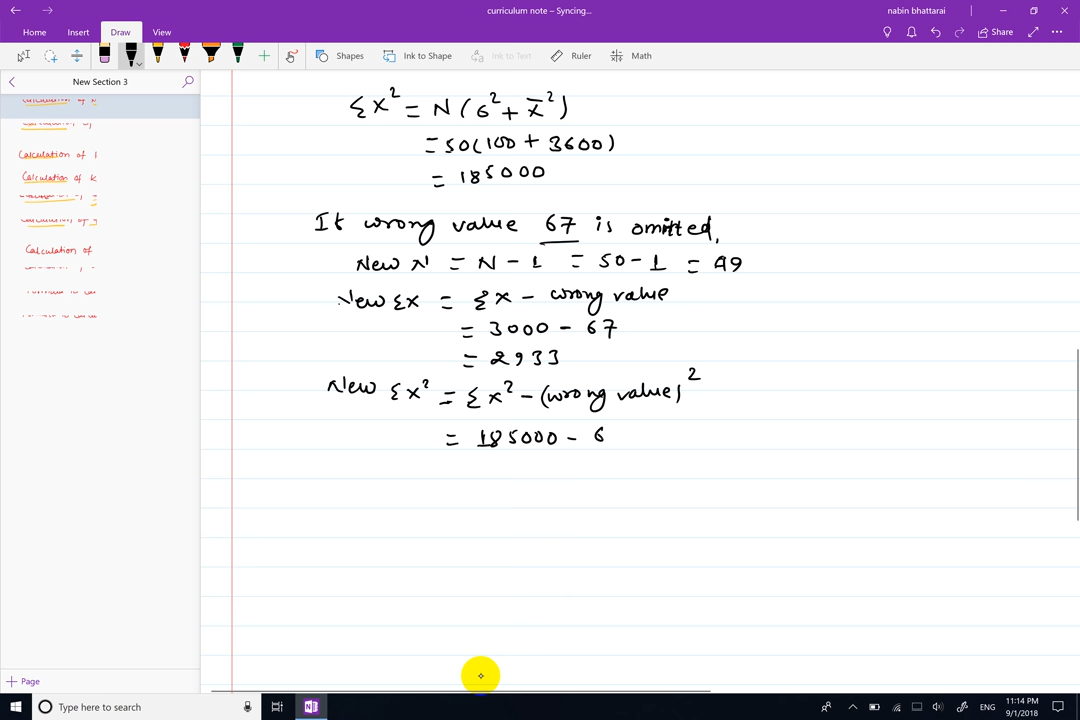 curriculum note – Syncing...
nabin bhattarai
Home Insert Draw View
Share
Shapes Ink to Shape Ink to Text Ruler Math
New Section 3
Calculation of
Calculation of k
Calculation of
Σx² = N(σ² + x̄²)
= 50(100 + 3600)
= 185000
If wrong value 67 is omitted,
New N = N - 1 = 50 - 1 = 49
New Σx = Σx - wrong value
= 3000 - 67
= 2933
New Σx² = Σx² - (wrong value)²
= 185000 - 6
Page
Type here to search
ENG
11:14 PM
9/1/2018